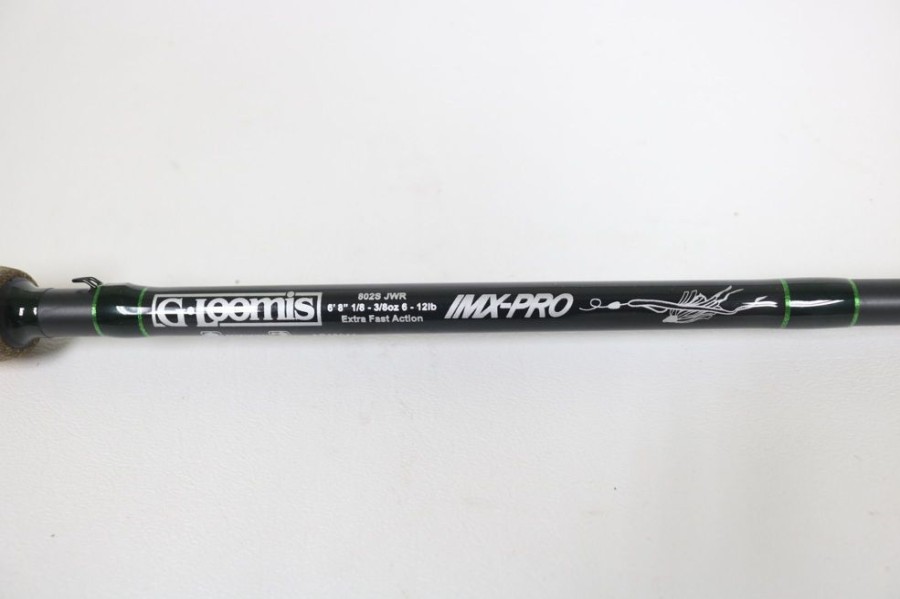 G.Loomis
802S JWR
6' 8" 1/8 - 3/8oz 6 - 12lb
Extra Fast Action
IMX-PRO